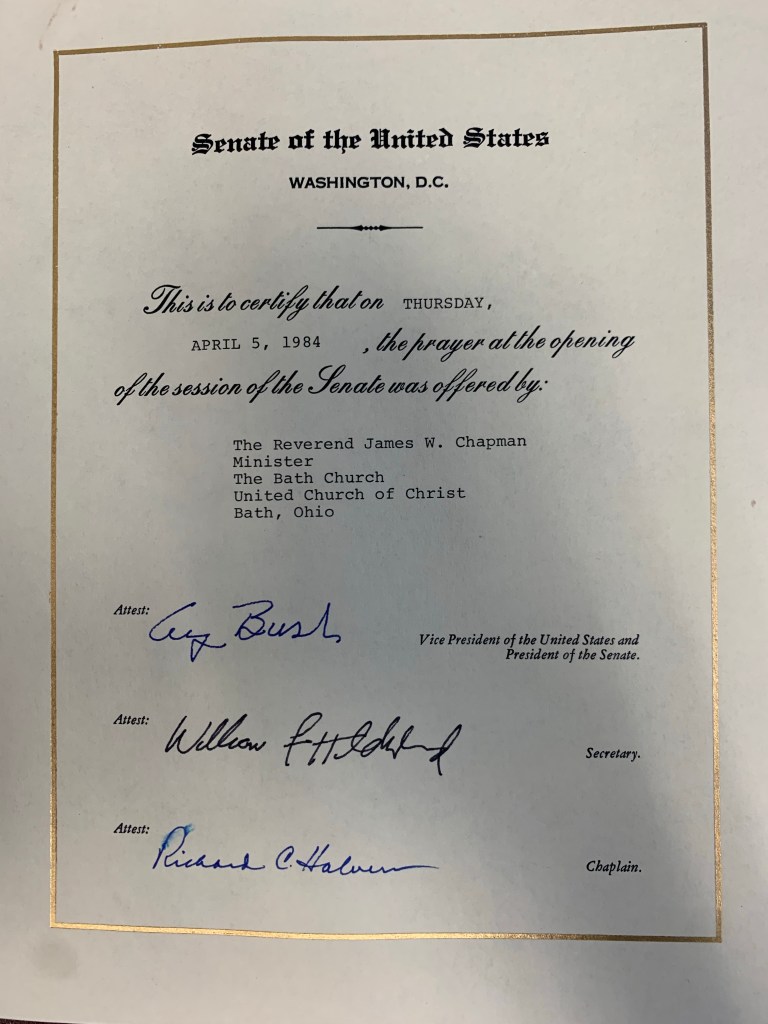 Senate of the United States
WASHINGTON, D.C.
This is to certify that on THURSDAY,
APRIL 5, 1984 , the prayer at the opening
of the session of the Senate was offered by:
The Reverend James W. Chapman
Minister
The Bath Church
United Church of Christ
Bath, Ohio
Attest:
Bush
Vice President of the United States and
President of the Senate.
Attest:
William F Hildenbrand
Secretary.
Attest:
Richard C. Halverson
Chaplain.